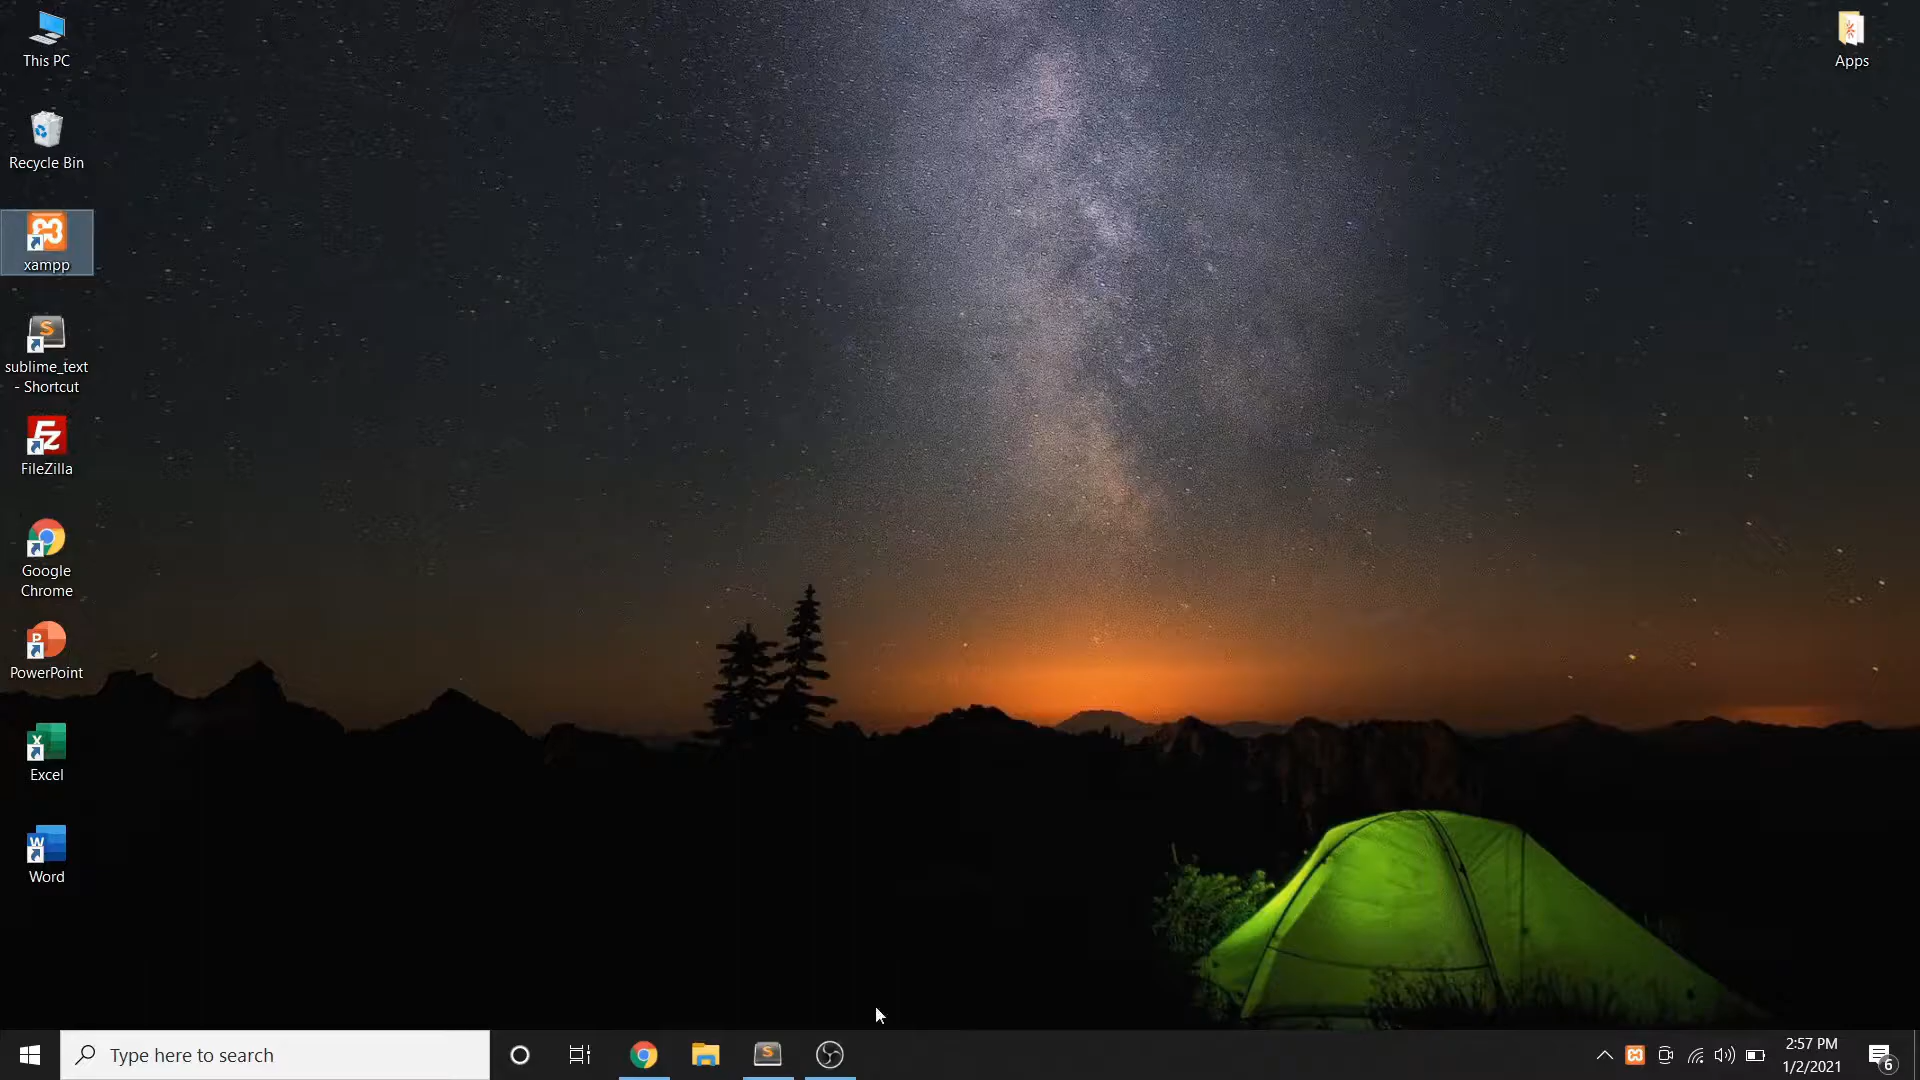 This PC
Apps
Recycle Bin
xampp
sublime_text
- Shortcut
FileZilla
Google
Chrome
PowerPoint
Excel
Word
Type here to search
2:57 PM
1/2/2021
6